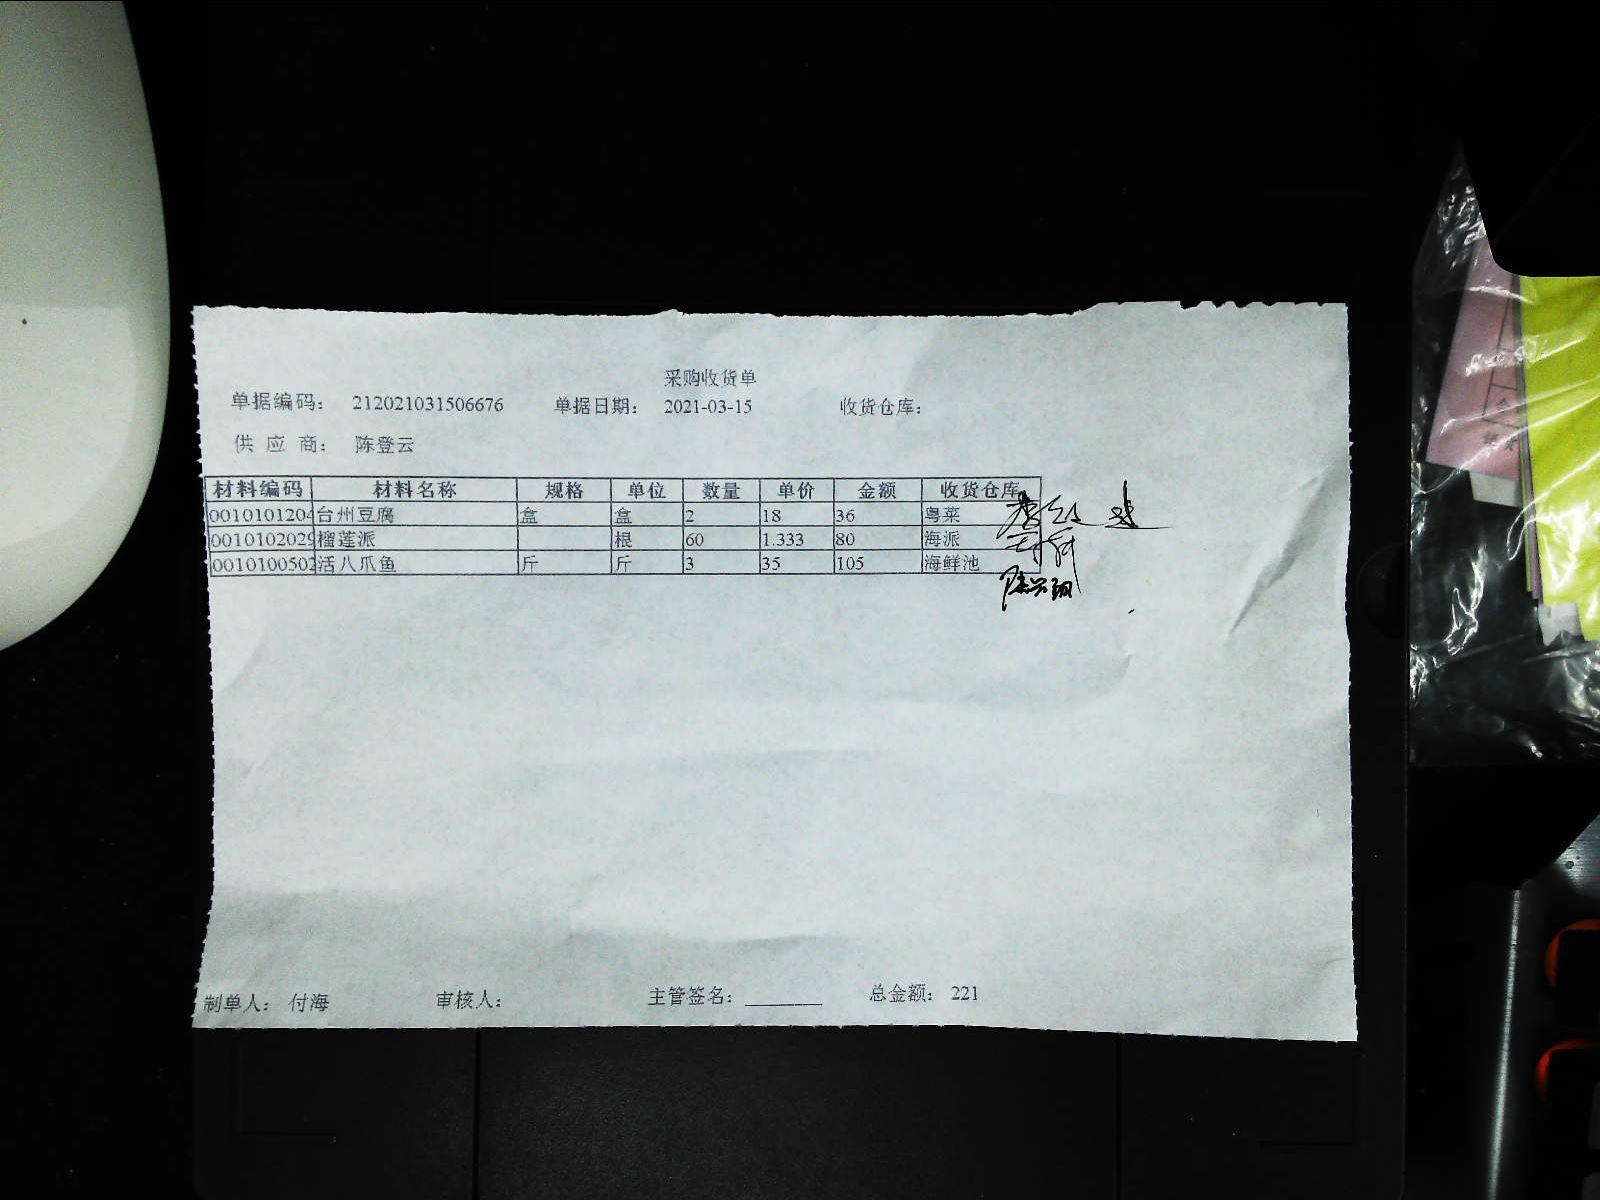 采购收货单
单据编码： 212021031506676 单据日期： 2021-03-15 收货仓库：
供 应 商： 陈登云
材料编码 材料名称 规格 单位 数量 单价 金额 收货仓库
0010101204 台州豆腐 盒 盒 2 18 36 粤菜
0010102029 榴莲派 根 60 1.333 80 海派
0010100502 活八爪鱼 斤 斤 3 35 105 海鲜池
制单人： 付海 审核人： 主管签名： 总金额： 221